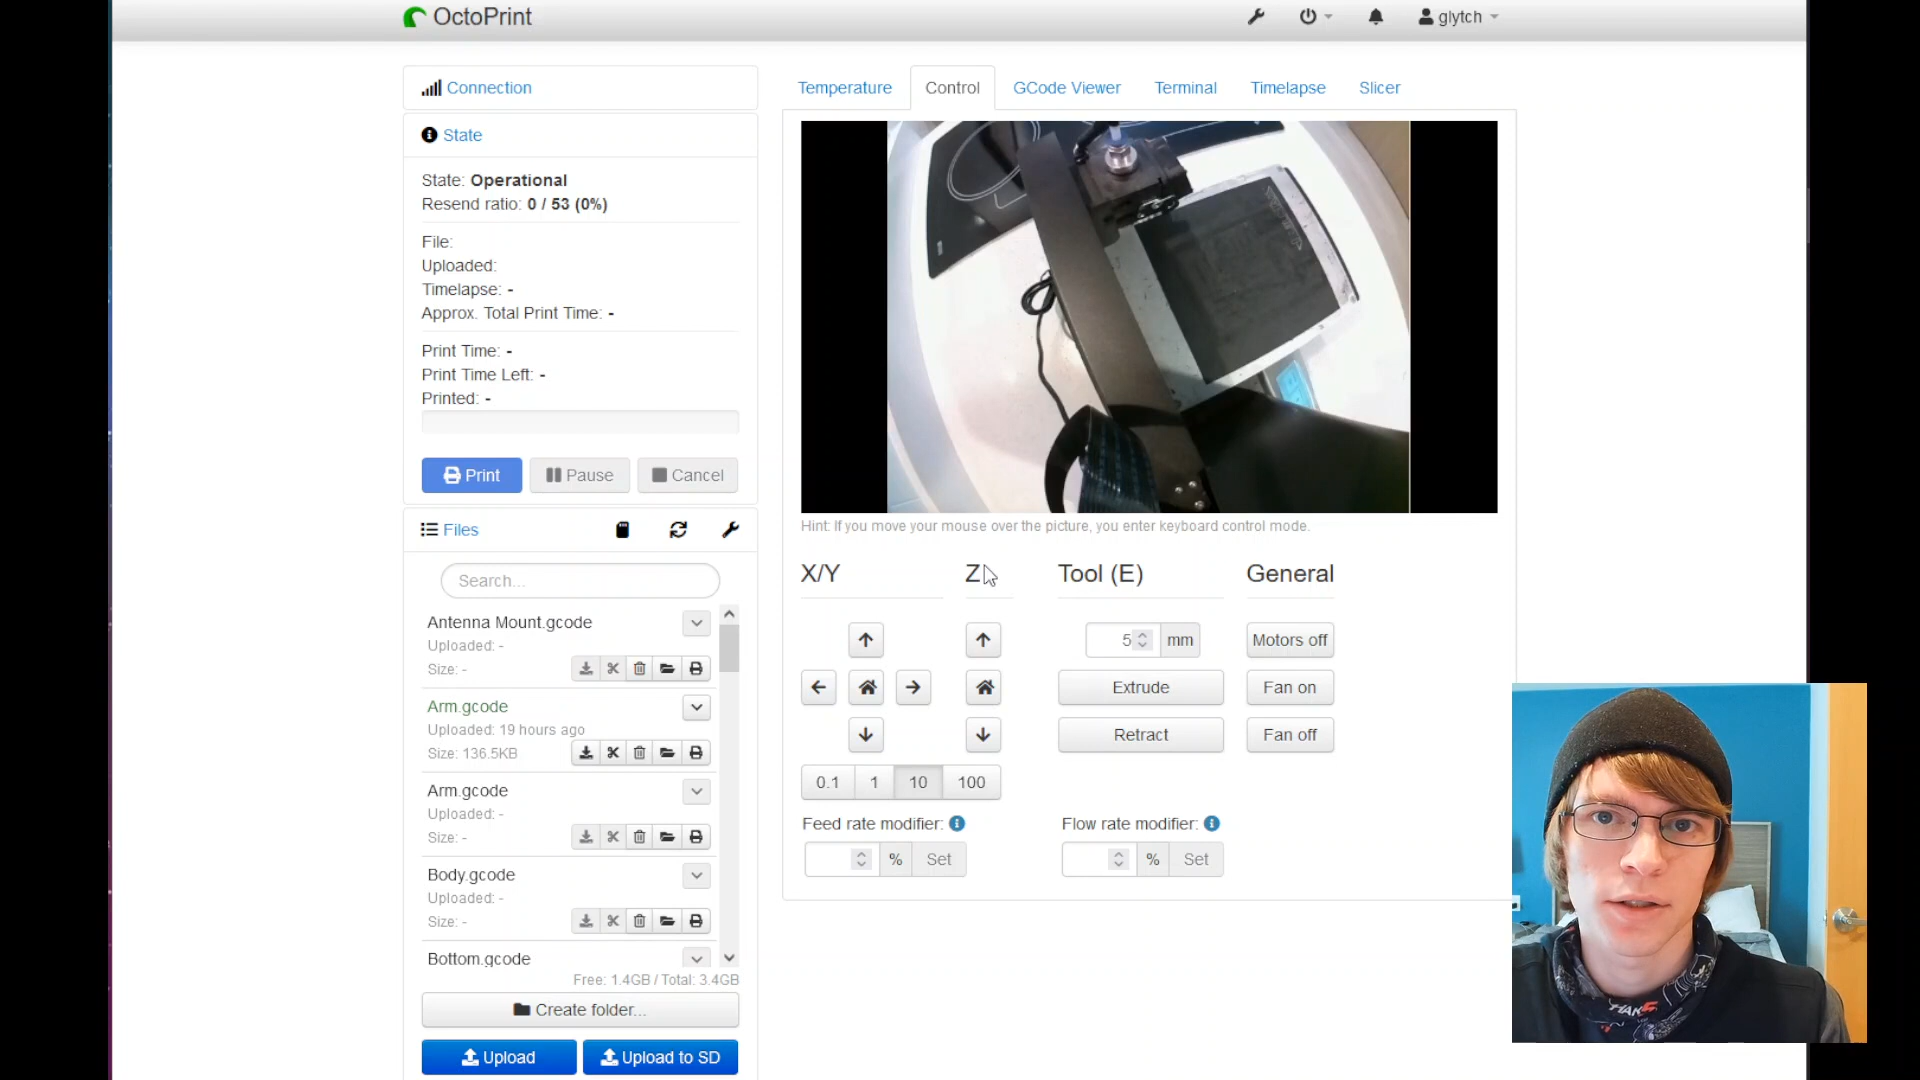 OctoPrint
glytch
Connection
State
State: Operational
Resend ratio: 0 / 53 (0%)
File:
Uploaded:
Timelapse: -
Approx. Total Print Time: -
Print Time: -
Print Time Left: -
Printed: -
Print Pause Cancel
Files
Search...
Antenna Mount.gcode
Uploaded: -
Size: -
Arm.gcode
Uploaded: 19 hours ago
Size: 136.5KB
Arm.gcode
Uploaded: -
Size: -
Body.gcode
Uploaded: -
Size: -
Bottom.gcode
Free: 1.4GB / Total: 3.4GB
Create folder...
Upload Upload to SD
Temperature Control GCode Viewer Terminal Timelapse Slicer
Hint: If you move your mouse over the picture, you enter keyboard control mode.
X/Y Z Tool (E) General
5 mm Motors off
Extrude Fan on
Retract Fan off
0.1 1 10 100
Feed rate modifier: Flow rate modifier:
% Set % Set
HAK5